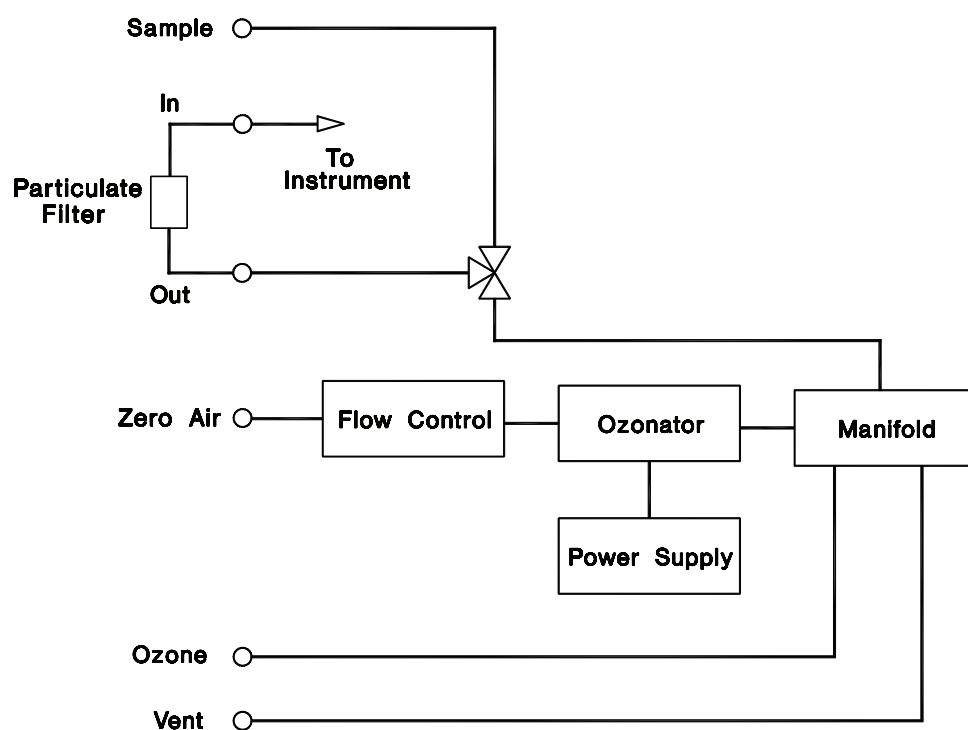 Sample
In
To
Instrument
Particulate
Filter
Out
Zero Air
Flow Control
Ozonator
Manifold
Power Supply
Ozone
Vent